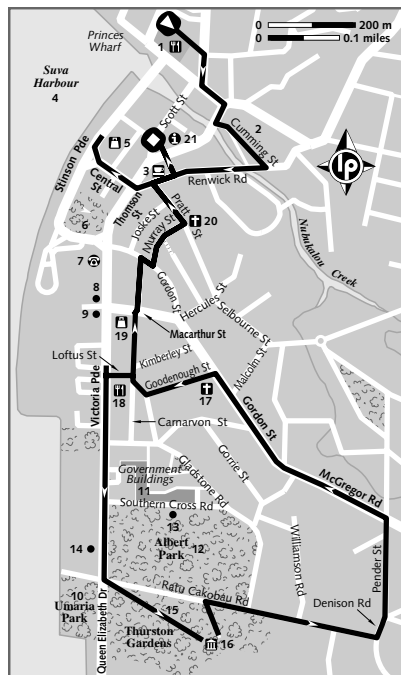 Princes
Wharf
1
0 200 m
0 0.1 miles
Suva
Harbour
4
Scott St
2
Cumming St
21
5
3
Stinson Pde
Central
St
Thomson
St
Renwick Rd
lp
Pratt St
Joske St
Murray St
20
6
Nubukalou
Creek
7
8
9
Gordon St
Hercules St
Selbourne St
Macarthur St
19
Loftus St
Kimberley St
Goodenough St
Malcolm St
18
17
Victoria Pde
Carnarvon St
Gordon St
Gorrie St
Gladstone Rd
Government
Buildings
11
McGregor Rd
Southern Cross Rd
13
Albert
Park
12
14
Williamson Rd
Pender St
Ratu Cakobau Rd
Denison Rd
10
Umaria
Park
15
Thurston
Gardens
16
Queen Elizabeth Dr